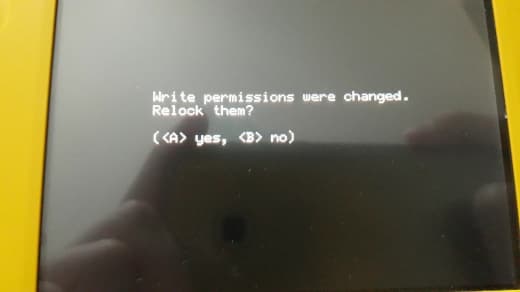 Write permissions were changed.
Relock them?
(<A> yes, <B> no)